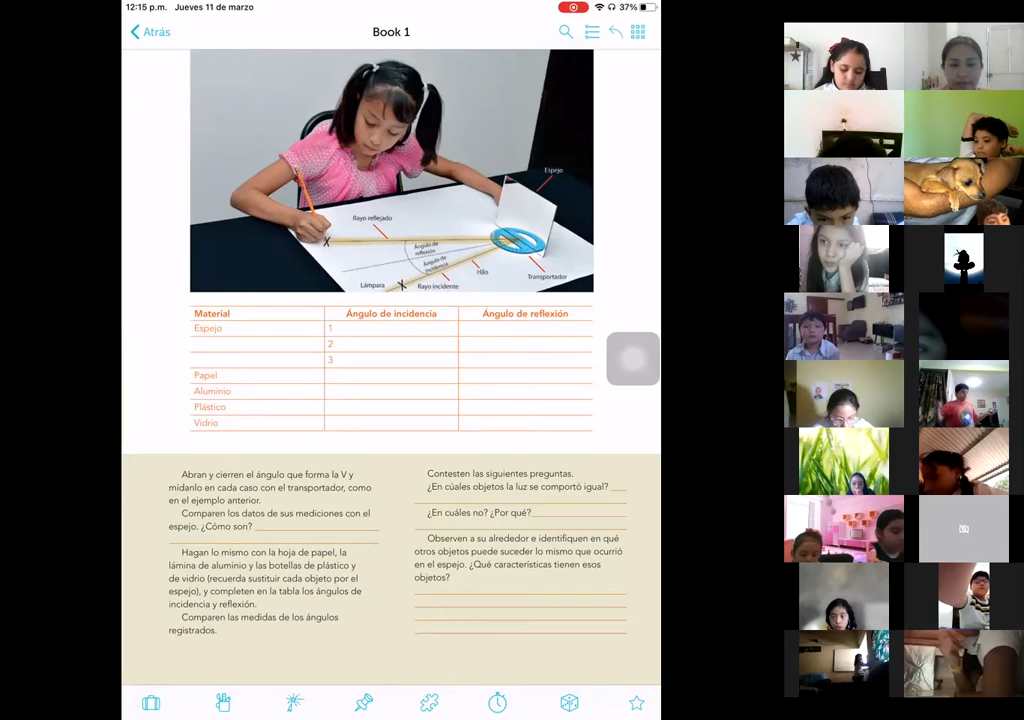 12:15 p.m. Jueves 11 de marzo
37%
Atrás
Book 1
Espejo
Rayo reflejado
Ángulo de
reflexión
Ángulo de
incidencia
Hilo
Transportador
Lámpara
Rayo incidente
Material Ángulo de incidencia Ángulo de reflexión
Espejo 1
2
3
Papel
Aluminio
Plástico
Vidrio
Abran y cierren el ángulo que forma la V y
mídanlo en cada caso con el transportador, como
en el ejemplo anterior.
Comparen los datos de sus mediciones con el
espejo. ¿Cómo son?
Hagan lo mismo con la hoja de papel, la
lámina de aluminio y las botellas de plástico y
de vidrio (recuerda sustituir cada objeto por el
espejo), y completen en la tabla los ángulos de
incidencia y reflexión.
Comparen las medidas de los ángulos
registrados.
Contesten las siguientes preguntas.
¿En cúales objetos la luz se comportó igual?
¿En cuáles no? ¿Por qué?
Observen a su alrededor e identifiquen en qué
otros objetos puede suceder lo mismo que ocurrió
en el espejo. ¿Qué características tienen esos
objetos?